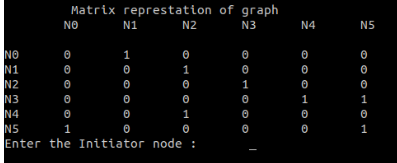 Matrix represtation of graph
N0 N1 N2 N3 N4 N5
N0 0 1 0 0 0 0
N1 0 0 1 0 0 0
N2 0 0 0 1 0 0
N3 0 0 0 0 1 1
N4 0 0 1 0 0 0
N5 1 0 0 0 0 1
Enter the Initiator node : _